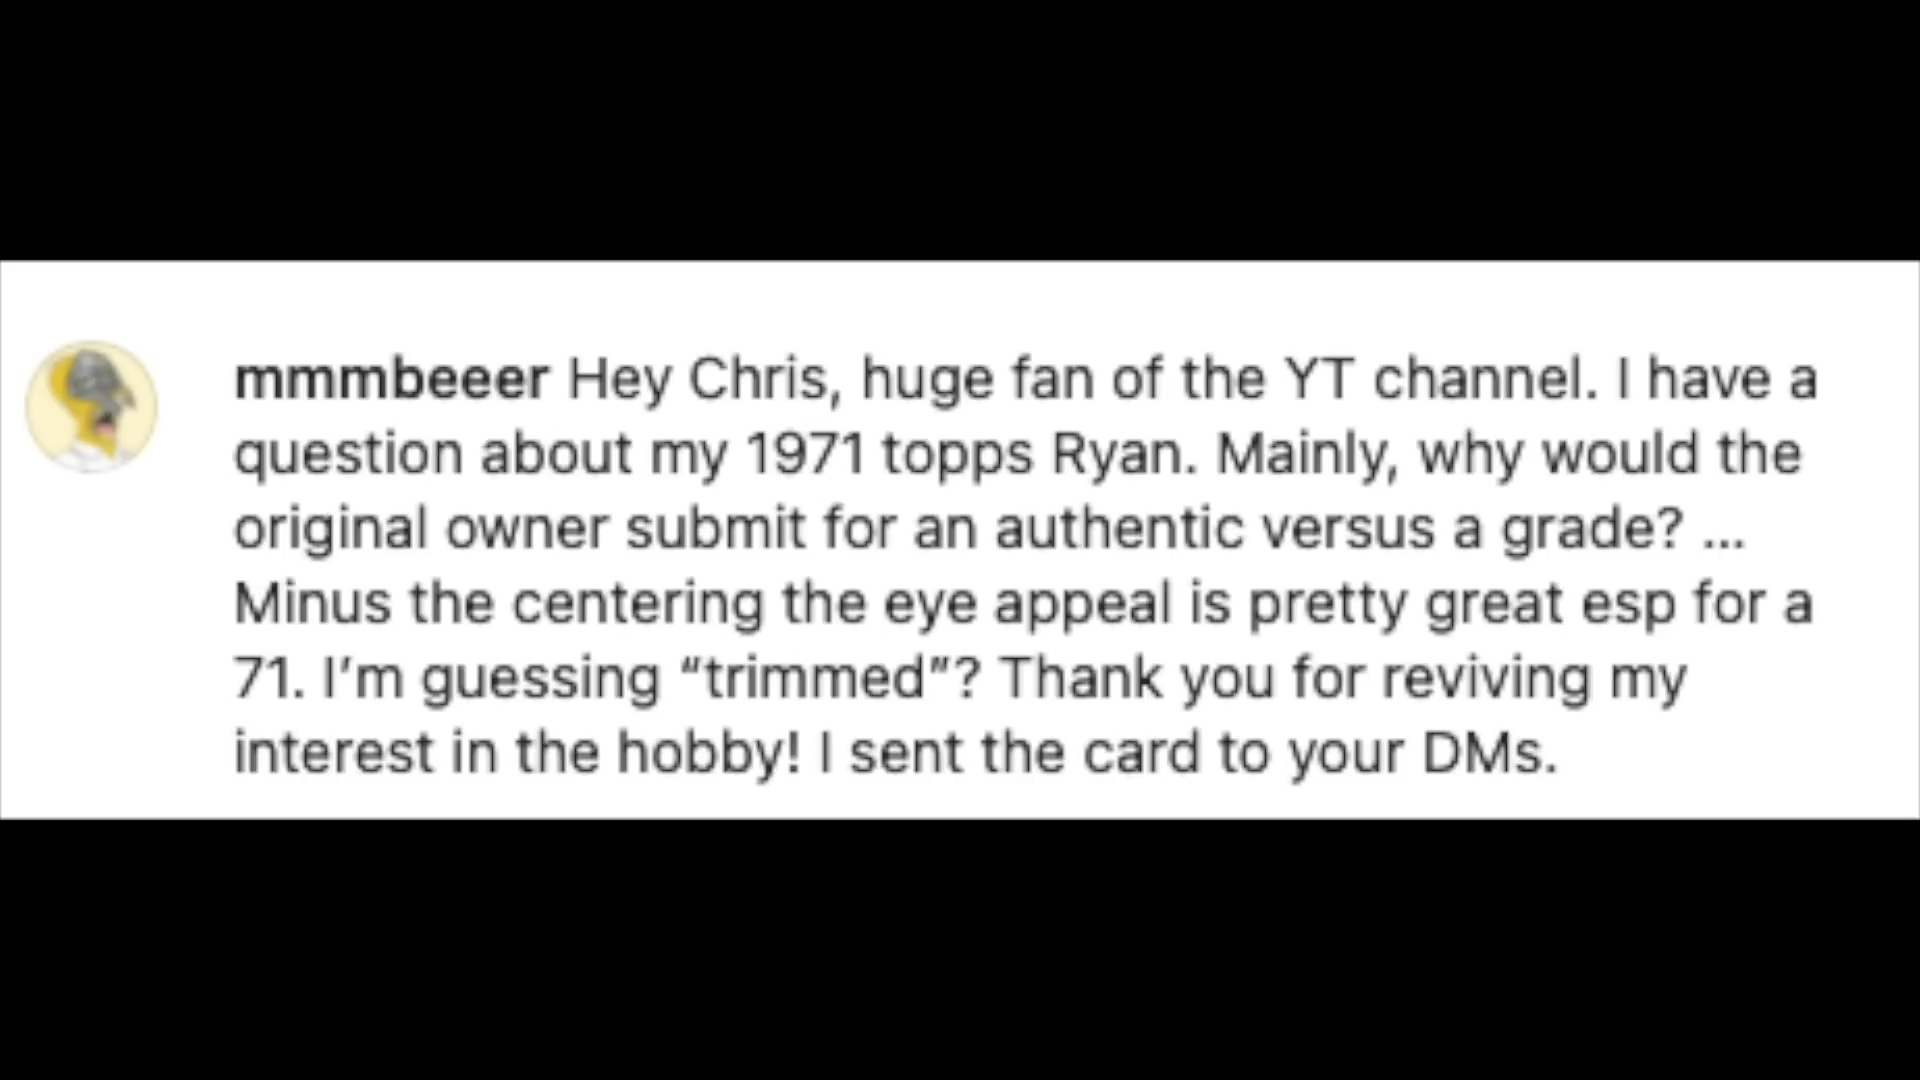 mmmbeeer Hey Chris, huge fan of the YT channel. I have a
question about my 1971 topps Ryan. Mainly, why would the
original owner submit for an authentic versus a grade? ...
Minus the centering the eye appeal is pretty great esp for a
71. I’m guessing “trimmed”? Thank you for reviving my
interest in the hobby! I sent the card to your DMs.